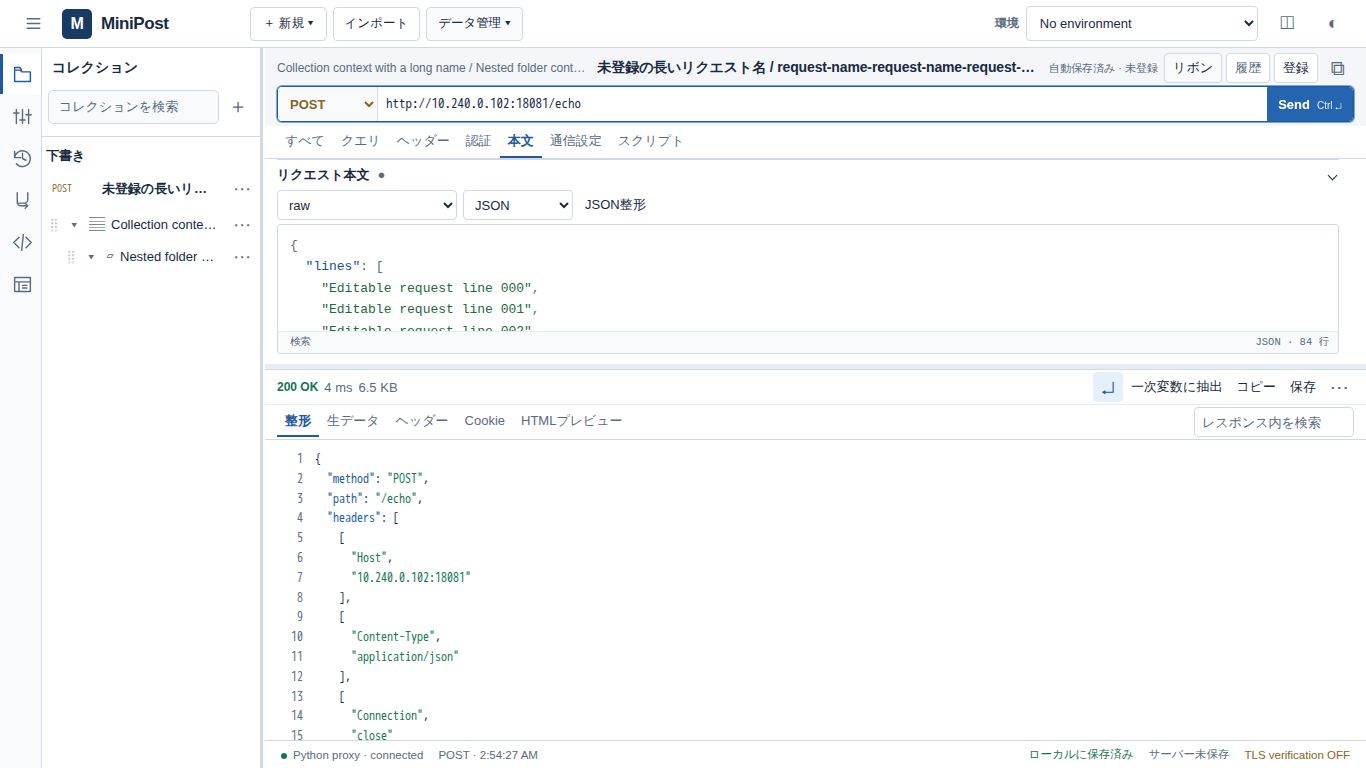 M MiniPost ＋ 新規 ▾ インポート データ管理 ▾ 環境 No environment
コレクション
コレクションを検索 ＋
下書き
POST 未登録の長いリ… ···
▾ Collection conte… ···
▾ Nested folder … ···
Collection context with a long name / Nested folder cont… 未登録の長いリクエスト名 / request-name-request-name-request-… 自動保存済み · 未登録 リボン 履歴 登録
POST http://10.240.0.102:18081/echo Send Ctrl ↵
すべて クエリ ヘッダー 認証 本文 通信設定 スクリプト
リクエスト本文 ●
raw JSON JSON整形
{
"lines": [
"Editable request line 000",
"Editable request line 001",
"Editable request line 002",
検索 JSON · 84 行
200 OK 4 ms 6.5 KB 一次変数に抽出 コピー 保存 ···
整形 生データ ヘッダー Cookie HTMLプレビュー レスポンス内を検索
1 {
2 "method": "POST",
3 "path": "/echo",
4 "headers": [
5 [
6 "Host",
7 "10.240.0.102:18081"
8 ],
9 [
10 "Content-Type",
11 "application/json"
12 ],
13 [
14 "Connection",
15 "close"
● Python proxy · connected POST · 2:54:27 AM ローカルに保存済み サーバー未保存 TLS verification OFF